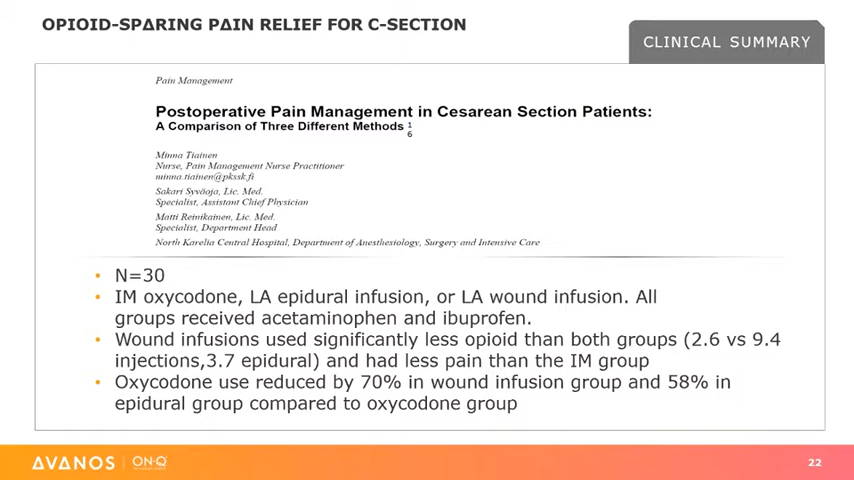 OPIOID-SPΔRING PΔIN RELIEF FOR C-SECTION
CLINICAL SUMMARY
Pain Management
Postoperative Pain Management in Cesarean Section Patients:
A Comparison of Three Different Methods 16
Minna Tiainen
Nurse, Pain Management Nurse Practitioner
minna.tiainen@pkssk.fi
Sakari Syväoja, Lic. Med.
Specialist, Assistant Chief Physician
Matti Reinikainen, Lic. Med.
Specialist, Department Head
North Karelia Central Hospital, Department of Anesthesiology, Surgery and Intensive Care
• N=30
• IM oxycodone, LA epidural infusion, or LA wound infusion. All
groups received acetaminophen and ibuprofen.
• Wound infusions used significantly less opioid than both groups (2.6 vs 9.4
injections,3.7 epidural) and had less pain than the IM group
• Oxycodone use reduced by 70% in wound infusion group and 58% in
epidural group compared to oxycodone group
ΔVΔNOS | ON-Q
22